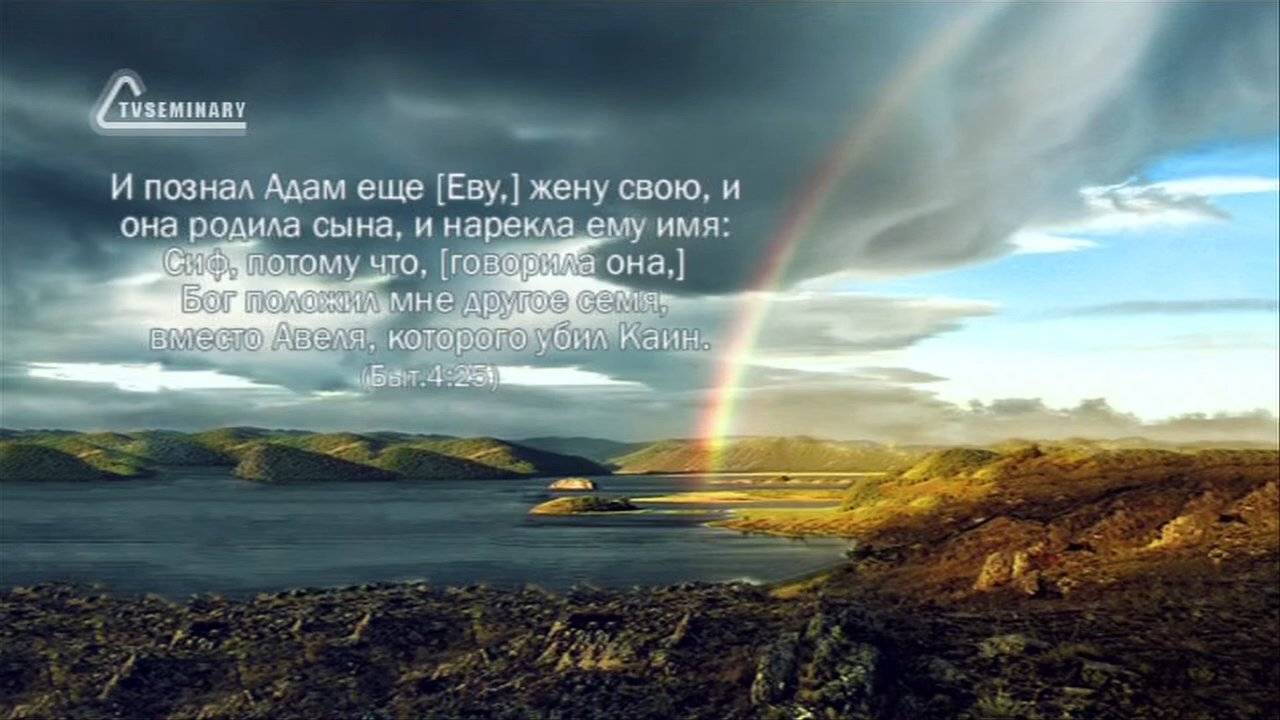 TVSEMINARY
И познал Адам еще [Еву,] жену свою, и
она родила сына, и нарекла ему имя:
Сиф, потому что, [говорила она,]
Бог положил мне другое семя,
вместо Авеля, которого убил Каин.
(Быт.4:25)